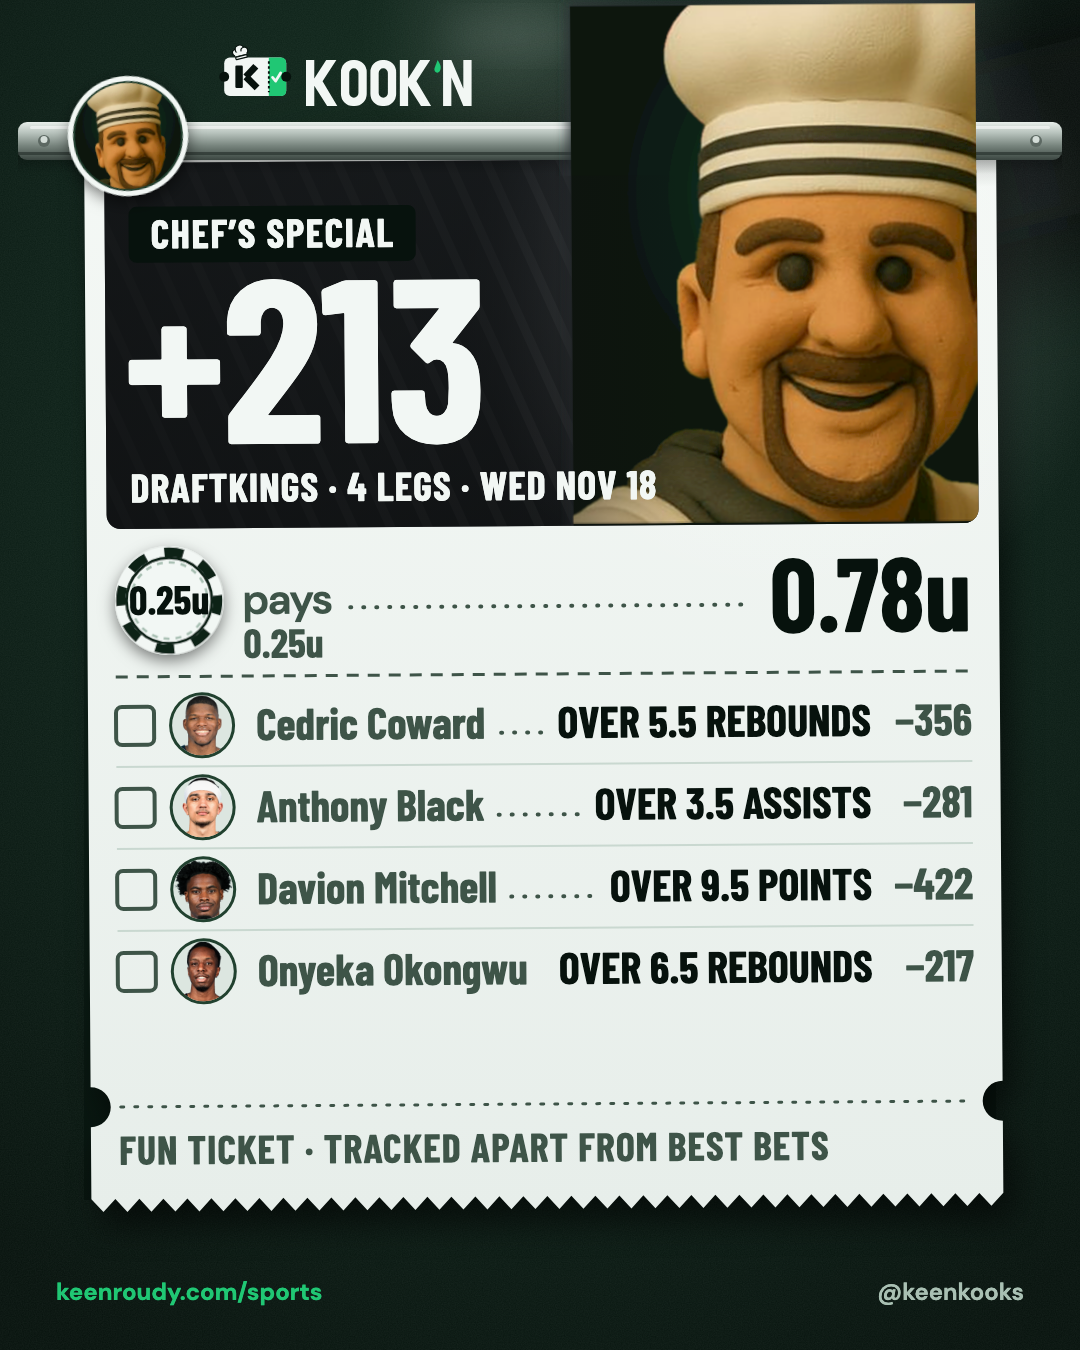 K KOOK'N
CHEF'S SPECIAL
+213
DRAFTKINGS · 4 LEGS · WED NOV 18
0.25u pays 0.78u
0.25u
Cedric Coward .... OVER 5.5 REBOUNDS –356
Anthony Black ....... OVER 3.5 ASSISTS –281
Davion Mitchell ....... OVER 9.5 POINTS –422
Onyeka Okongwu OVER 6.5 REBOUNDS –217
FUN TICKET · TRACKED APART FROM BEST BETS
keenroudy.com/sports @keenkooks